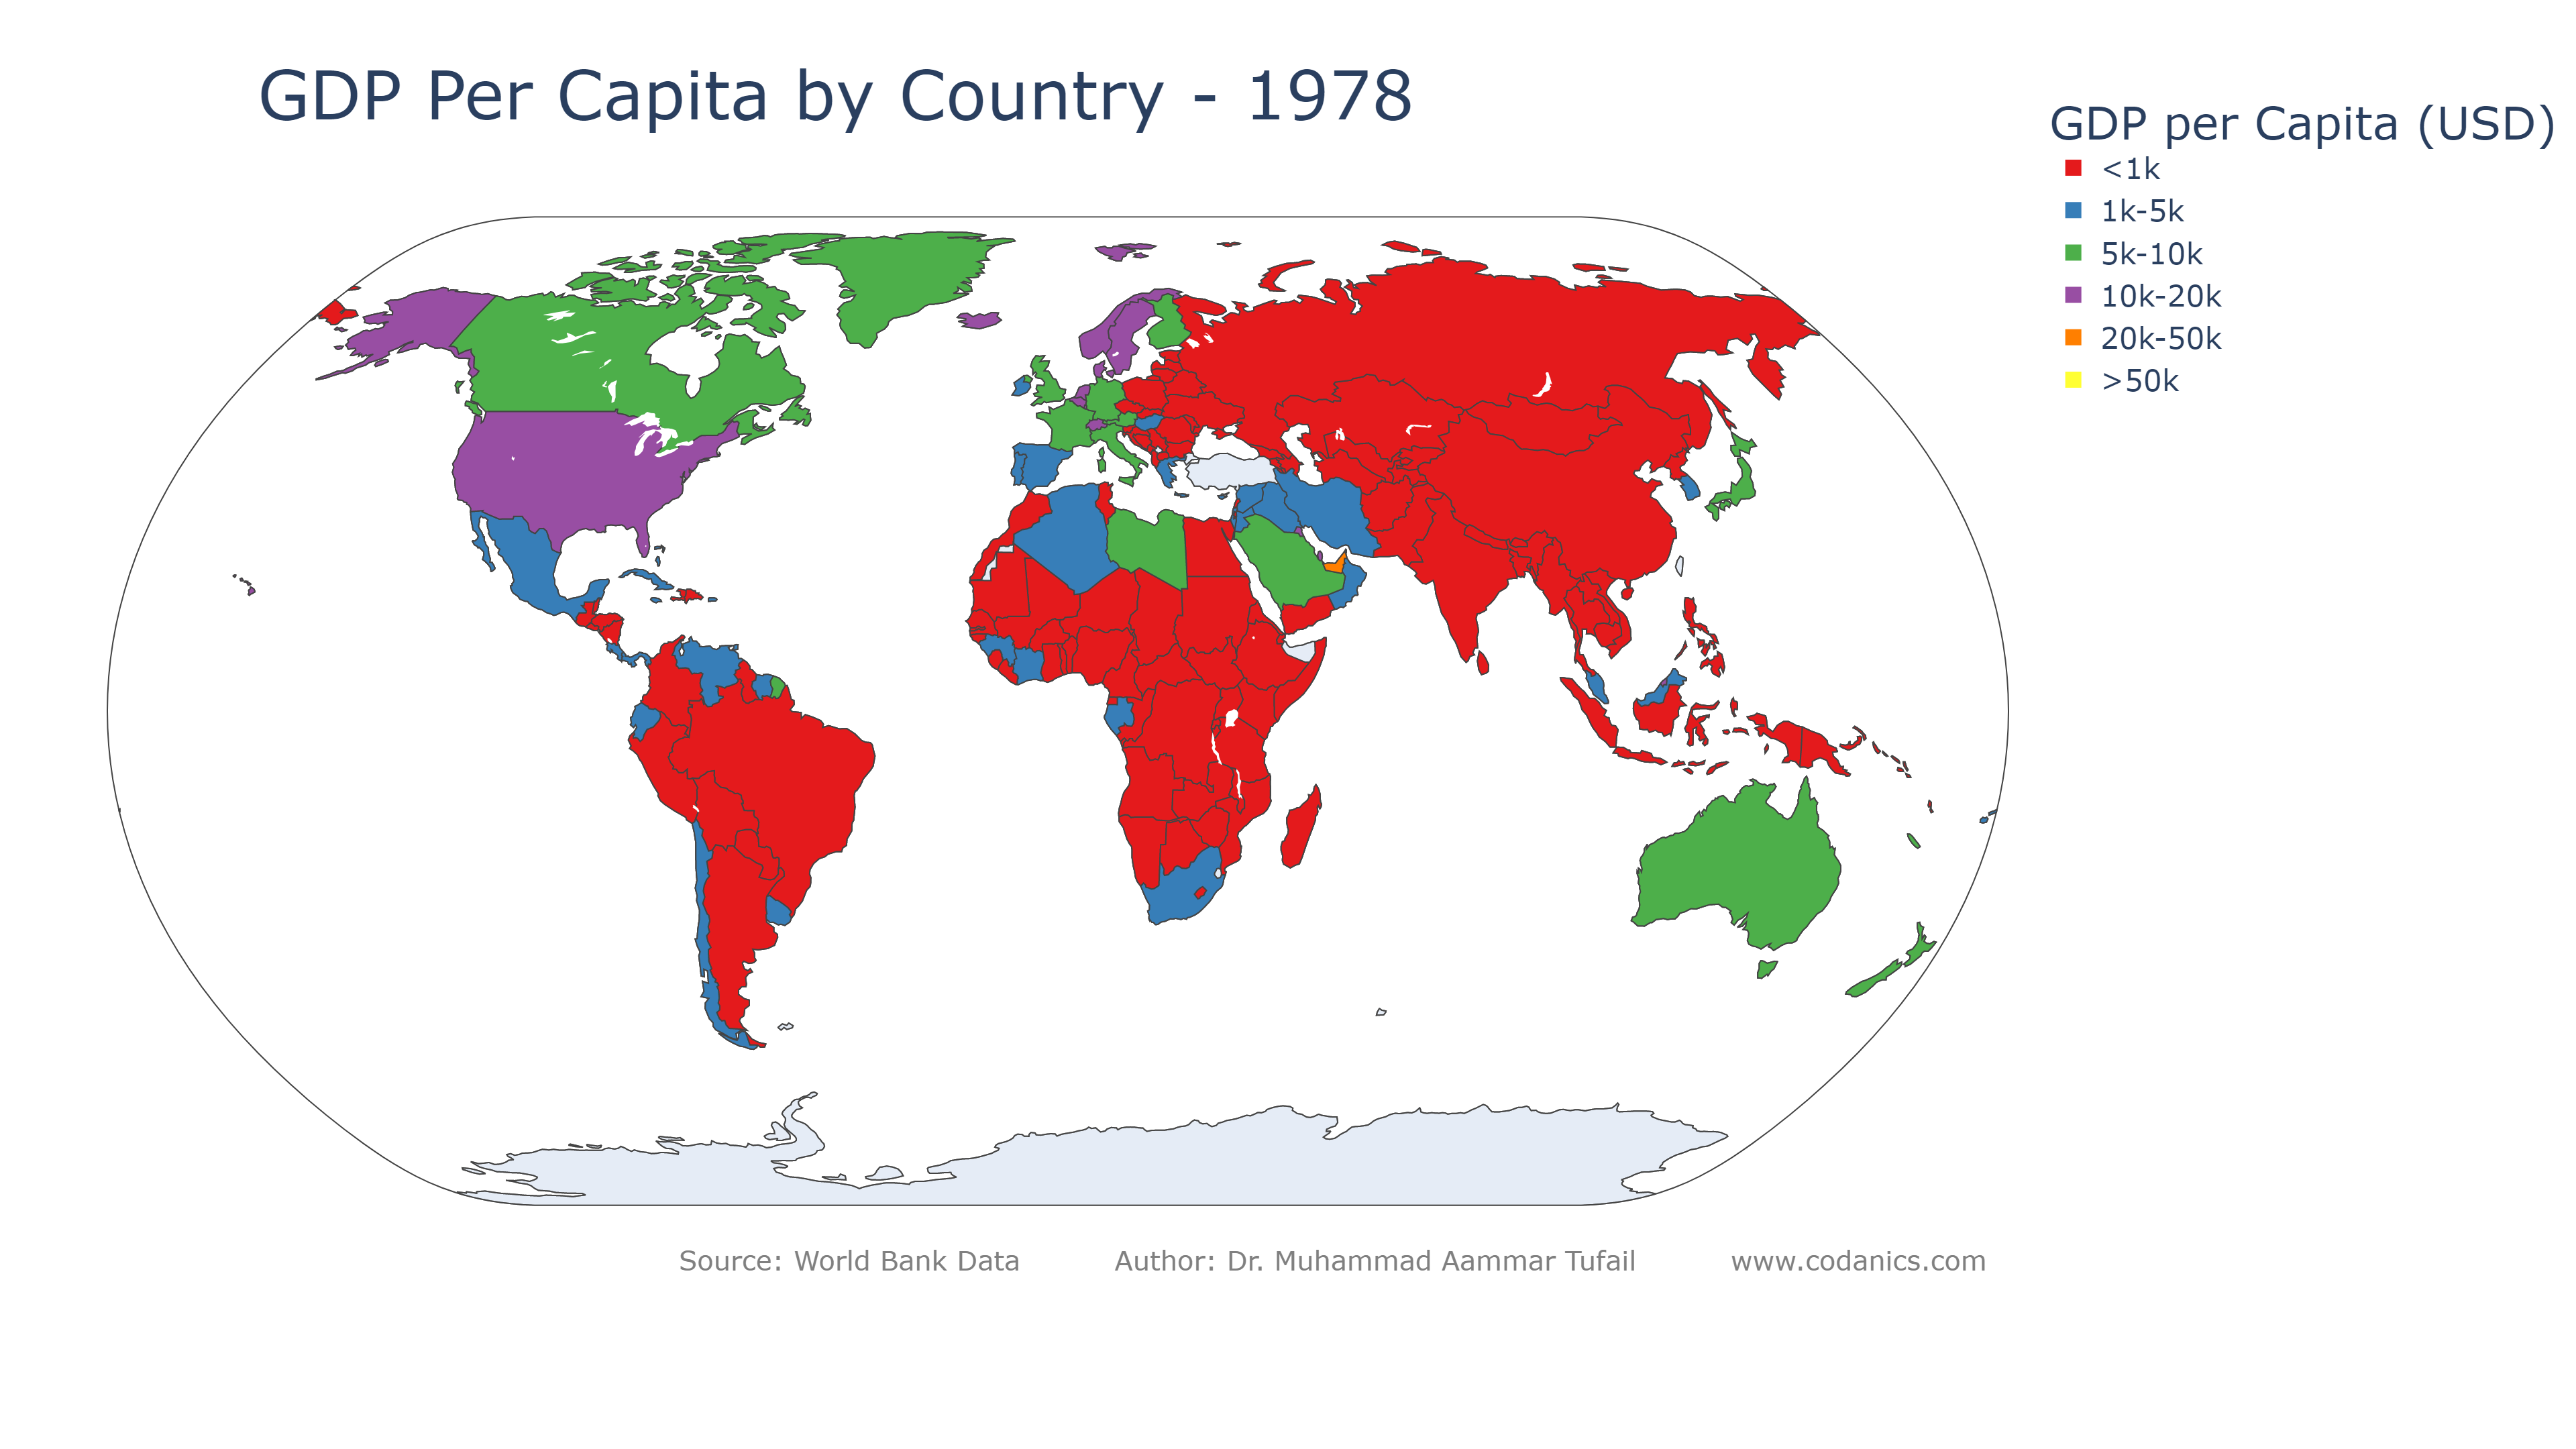 GDP Per Capita by Country - 1978
GDP per Capita (USD)
<1k
1k-5k
5k-10k
10k-20k
20k-50k
>50k
Source: World Bank Data Author: Dr. Muhammad Aammar Tufail www.codanics.com